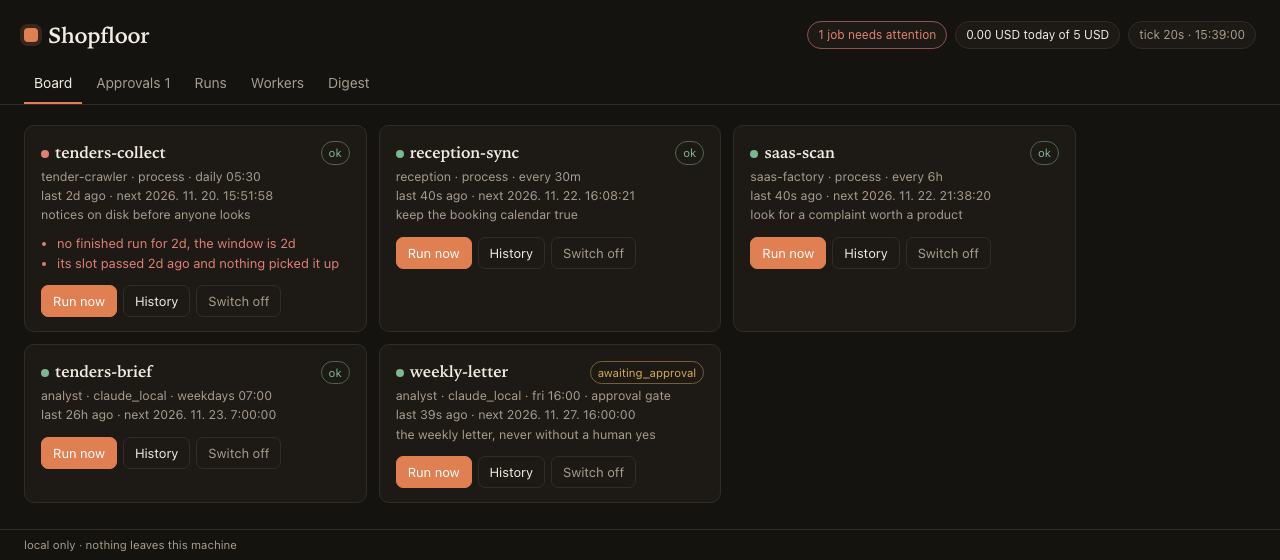 Shopfloor
1 job needs attention
0.00 USD today of 5 USD
tick 20s · 15:39:00
Board
Approvals 1
Runs
Workers
Digest
tenders-collect
ok
tender-crawler · process · daily 05:30
last 2d ago · next 2026. 11. 20. 15:51:58
notices on disk before anyone looks
• no finished run for 2d, the window is 2d
• its slot passed 2d ago and nothing picked it up
Run now
History
Switch off
reception-sync
ok
reception · process · every 30m
last 40s ago · next 2026. 11. 22. 16:08:21
keep the booking calendar true
Run now
History
Switch off
saas-scan
ok
saas-factory · process · every 6h
last 40s ago · next 2026. 11. 22. 21:38:20
look for a complaint worth a product
Run now
History
Switch off
tenders-brief
ok
analyst · claude_local · weekdays 07:00
last 26h ago · next 2026. 11. 23. 7:00:00
Run now
History
Switch off
weekly-letter
awaiting_approval
analyst · claude_local · fri 16:00 · approval gate
last 39s ago · next 2026. 11. 27. 16:00:00
the weekly letter, never without a human yes
Run now
History
Switch off
local only · nothing leaves this machine